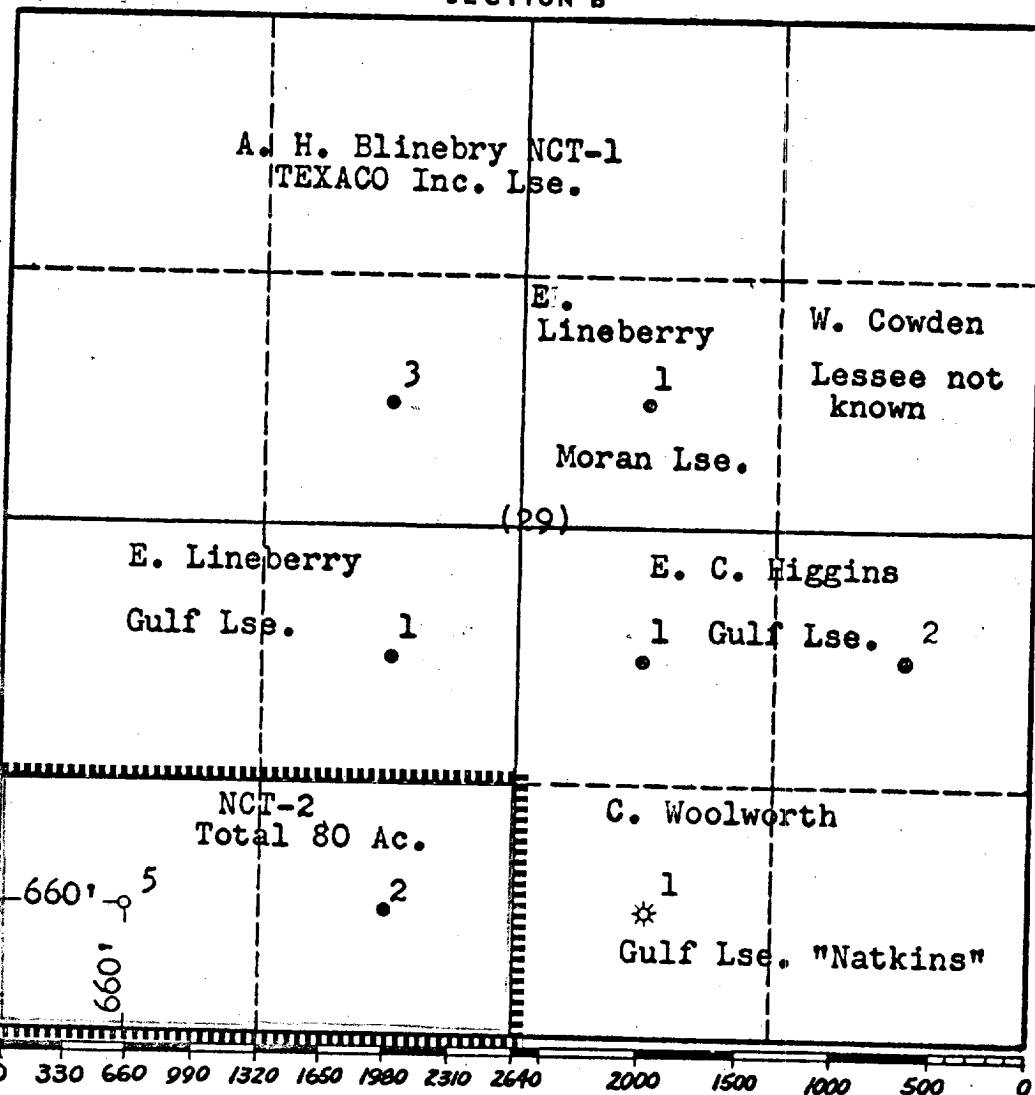 SECTION B
A. H. Blinebry NCT-1
TEXACO Inc. Lse.
E.
Lineberry
W. Cowden
3
1
Lessee not
known
Moran Lse.
(29)
E. Lineberry
E. C. Higgins
Gulf Lse.
1
1
Gulf Lse.
2
NCT-2
Total 80 Ac.
C. Woolworth
660'
5
2
1
660'
Gulf Lse. "Natkins"
0 330 660 990 1320 1650 1980 2310 2640 2000 1500 1000 500 0